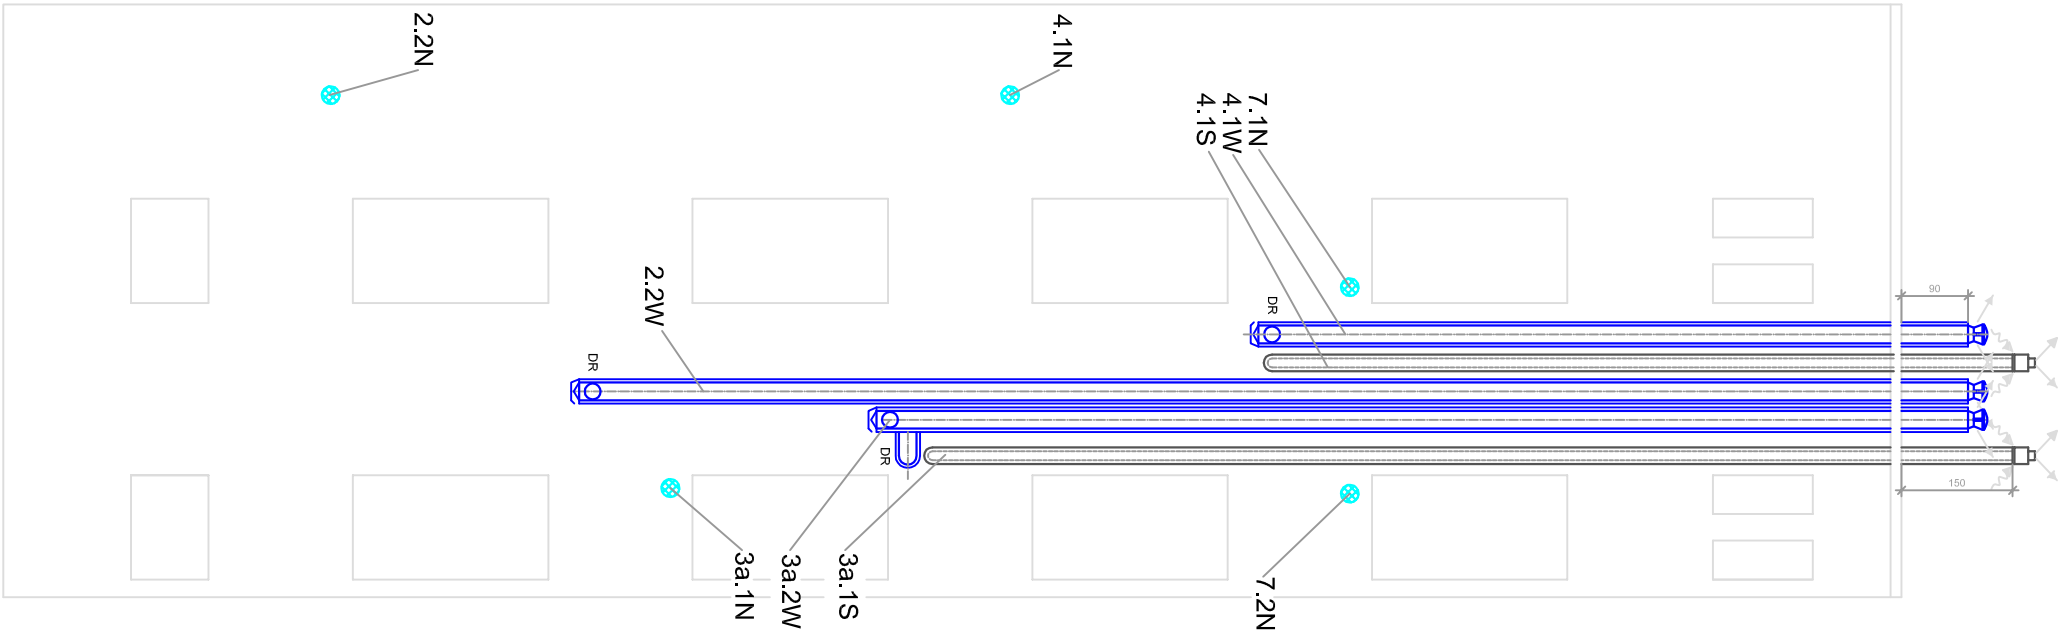 2.2N
4.1N
7.1N
4.1W
4.1S
2.2W
DR
DR
DR
90
150
3a.1N
3a.2W
3a.1S
7.2N